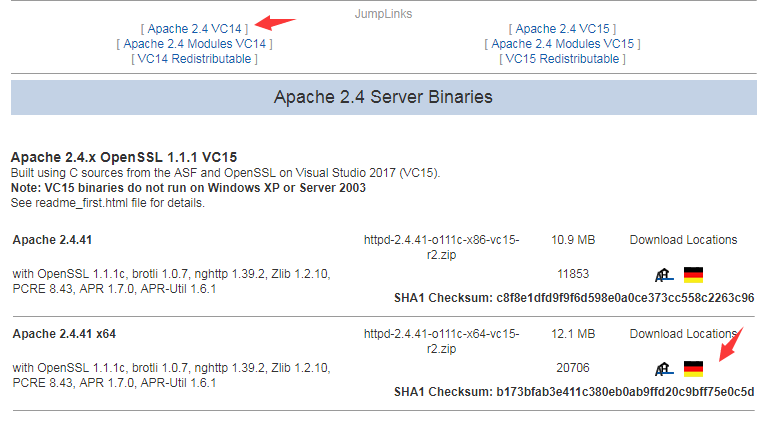 JumpLinks
[ Apache 2.4 VC14 ] [ Apache 2.4 VC15 ]
[ Apache 2.4 Modules VC14 ] [ Apache 2.4 Modules VC15 ]
[ VC14 Redistributable ] [ VC15 Redistributable ]
Apache 2.4 Server Binaries
Apache 2.4.x OpenSSL 1.1.1 VC15
Built using C sources from the ASF and OpenSSL on Visual Studio 2017 (VC15).
Note: VC15 binaries do not run on Windows XP or Server 2003
See readme_first.html file for details.
Apache 2.4.41 httpd-2.4.41-o111c-x86-vc15- 10.9 MB Download Locations
r2.zip
with OpenSSL 1.1.1c, brotli 1.0.7, nghttp 1.39.2, Zlib 1.2.10, 11853
PCRE 8.43, APR 1.7.0, APR-Util 1.6.1
SHA1 Checksum: c8f8e1dfd9f9f6d598e0a0ce373cc558c2263c96
Apache 2.4.41 x64 httpd-2.4.41-o111c-x64-vc15- 12.1 MB Download Locations
r2.zip
with OpenSSL 1.1.1c, brotli 1.0.7, nghttp 1.39.2, Zlib 1.2.10, 20706
PCRE 8.43, APR 1.7.0, APR-Util 1.6.1
SHA1 Checksum: b173bfab3e411c380eb0ab9ffd20c9bff75e0c5d